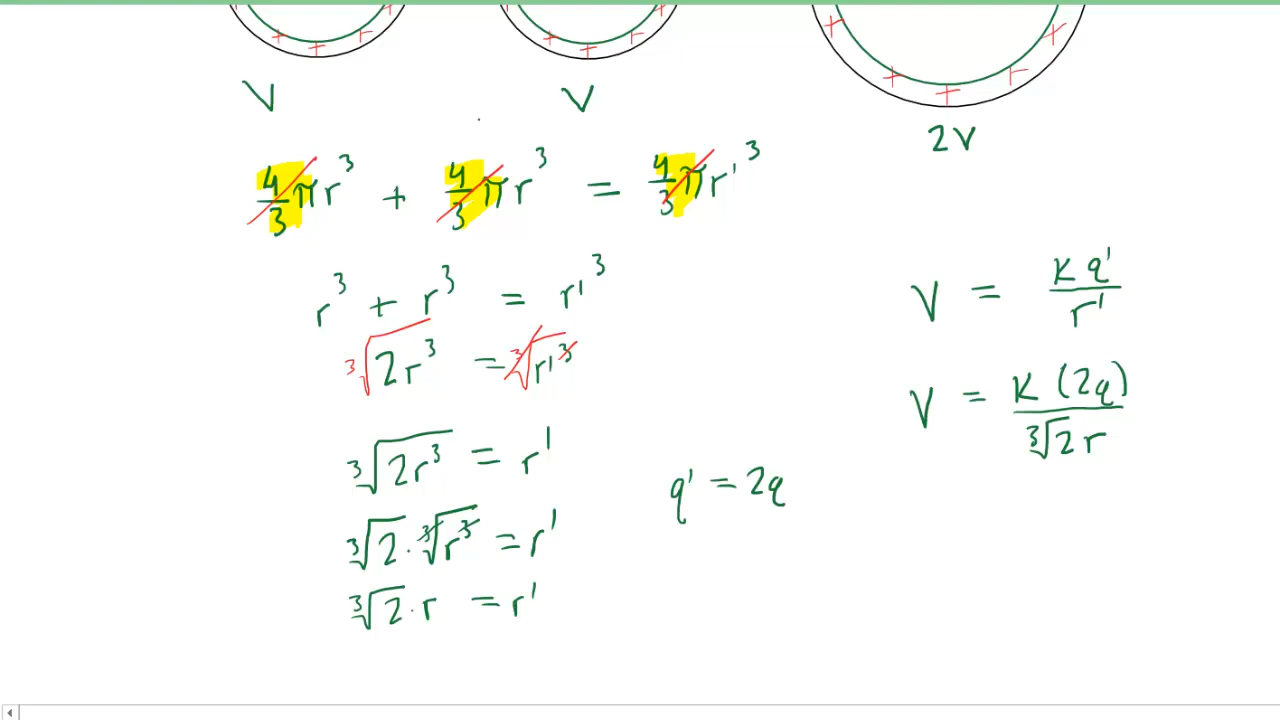 + + + + + + + + + + +
V V
2V
4/3 πr³ + 4/3 πr³ = 4/3 πr'³
r³ + r³ = r'³
∛2r³ = ∛r'³
∛2r³ = r'
∛2 · ∛r³ = r'
∛2 · r = r'
q' = 2q
V = K q' / r'
V = K (2q) / ∛2 r